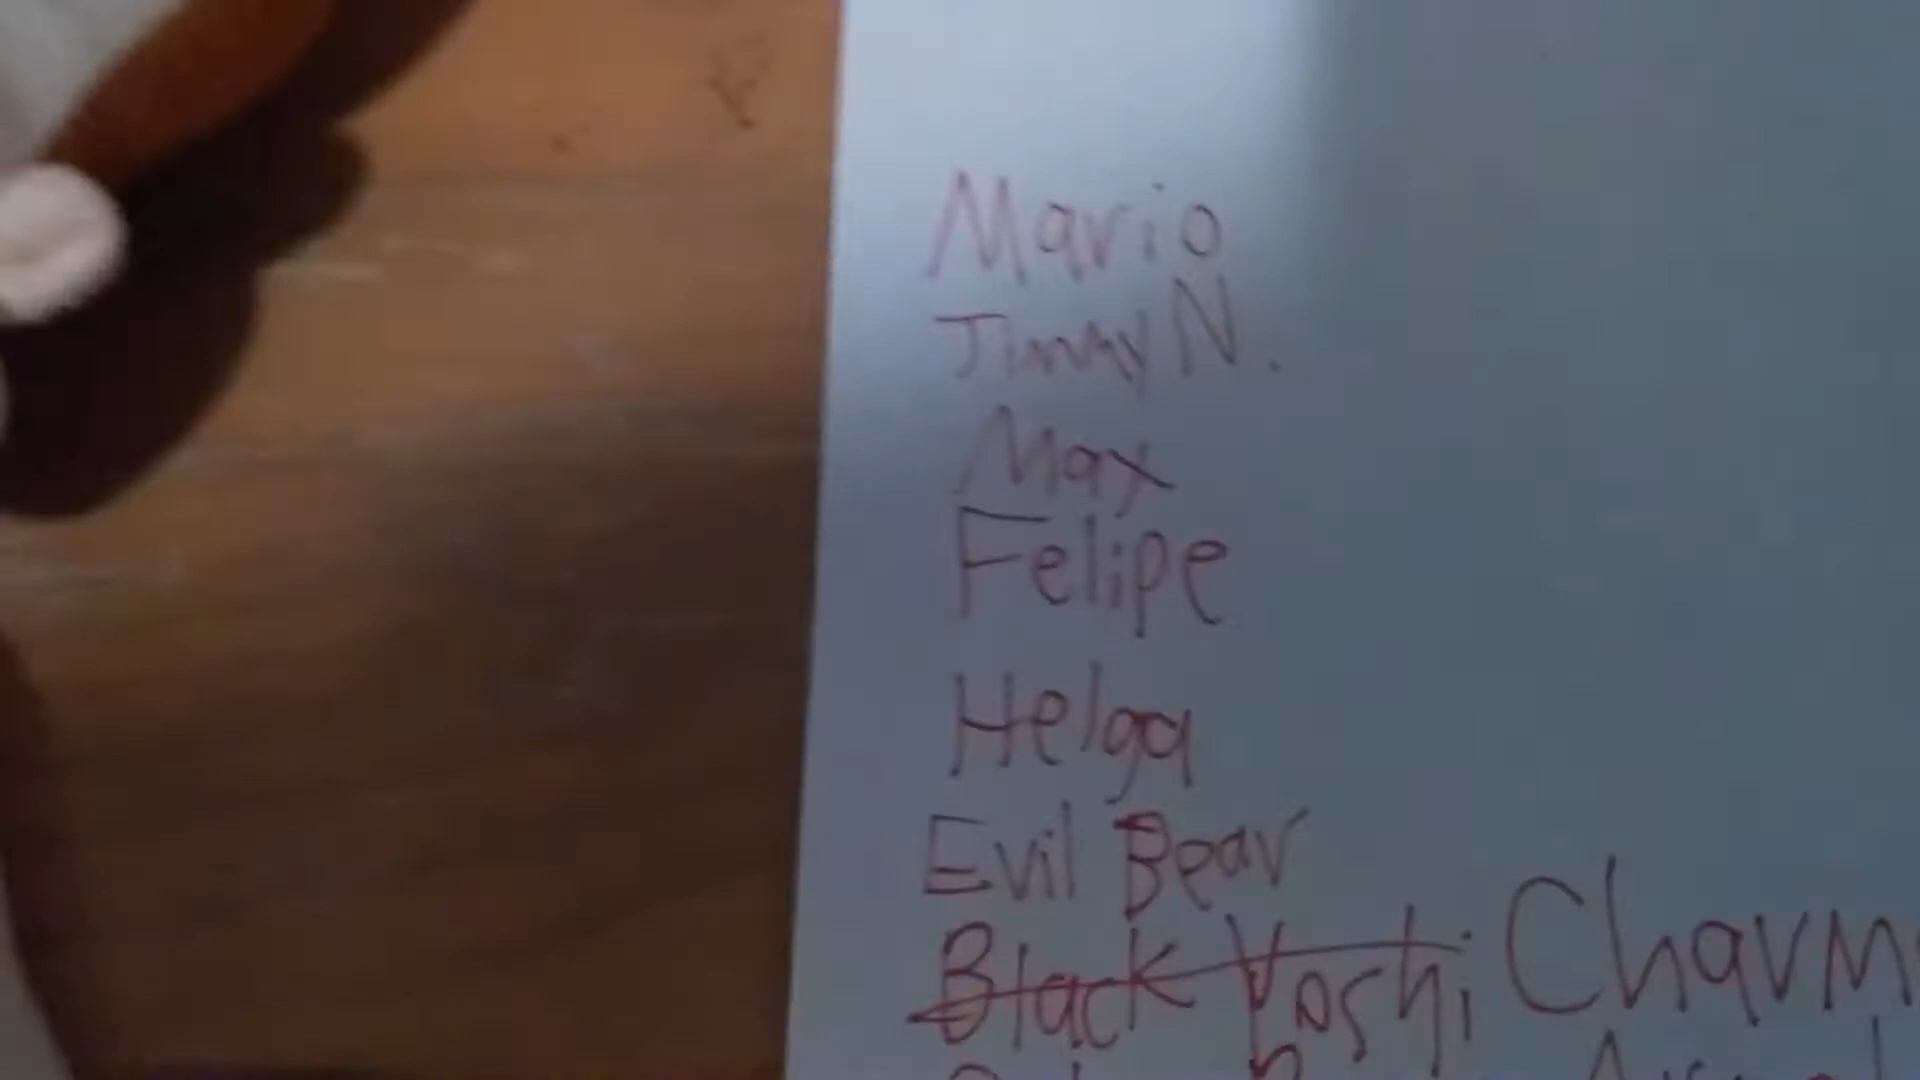 Mario
Jimmy N.
Max
Felipe
Helga
Evil Bear
Black Yoshi Charm